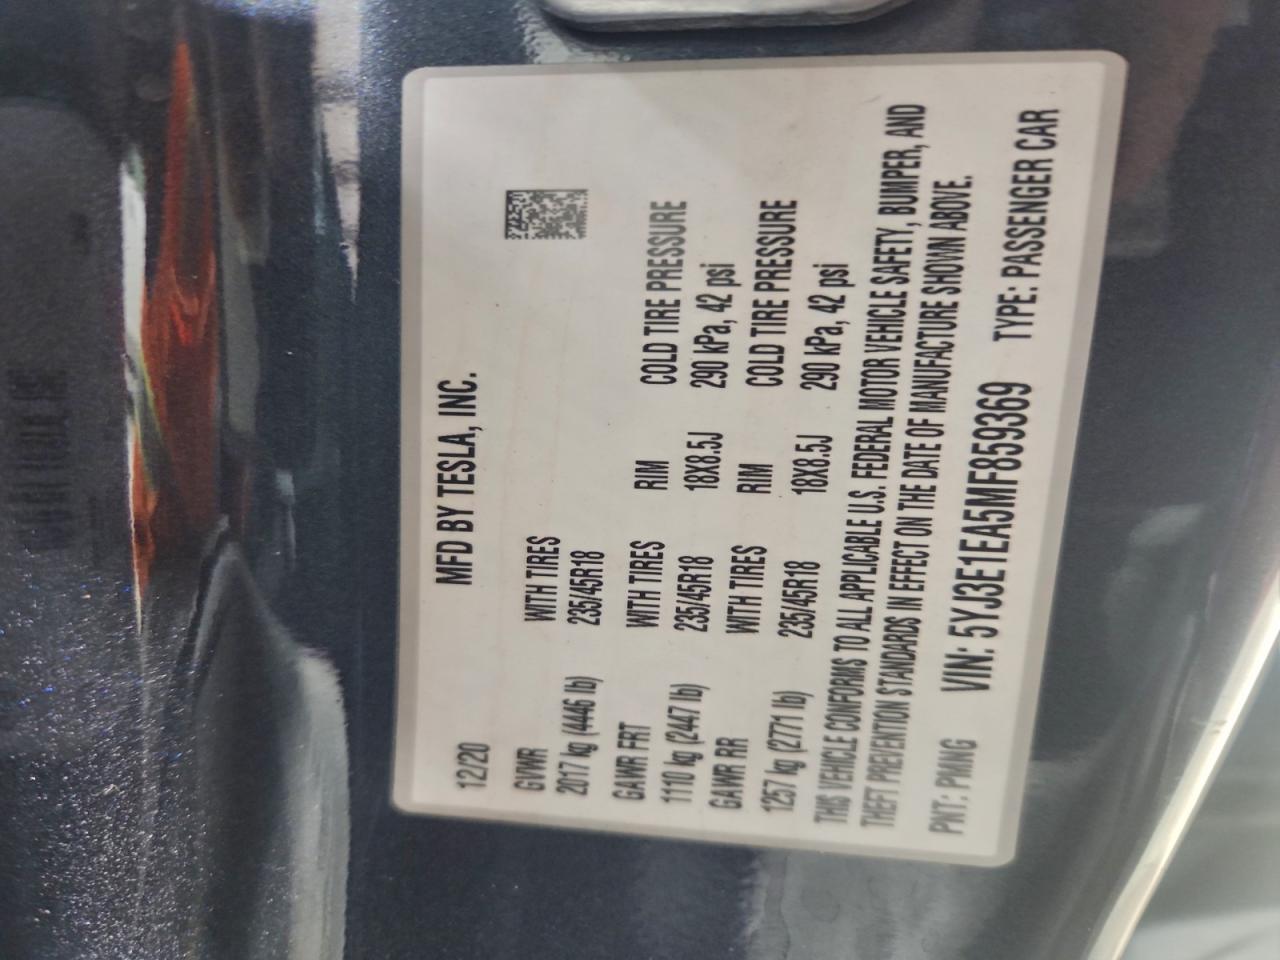 MFD BY TESLA, INC.
12/20
GVWR WITH TIRES
2017 kg (4446 lb) 235/45R18
GAWR FRT WITH TIRES RIM COLD TIRE PRESSURE
1110 kg (2447 lb) 235/45R18 18X8.5J 290 kPa, 42 psi
GAWR RR WITH TIRES RIM COLD TIRE PRESSURE
1257 kg (2771 lb) 235/45R18 18X8.5J 290 kPa, 42 psi
THIS VEHICLE CONFORMS TO ALL APPLICABLE U.S. FEDERAL MOTOR VEHICLE SAFETY, BUMPER, AND
THEFT PREVENTION STANDARDS IN EFFECT ON THE DATE OF MANUFACTURE SHOWN ABOVE.
PNT: PMNG VIN: 5YJ3E1EA5MF859369 TYPE: PASSENGER CAR